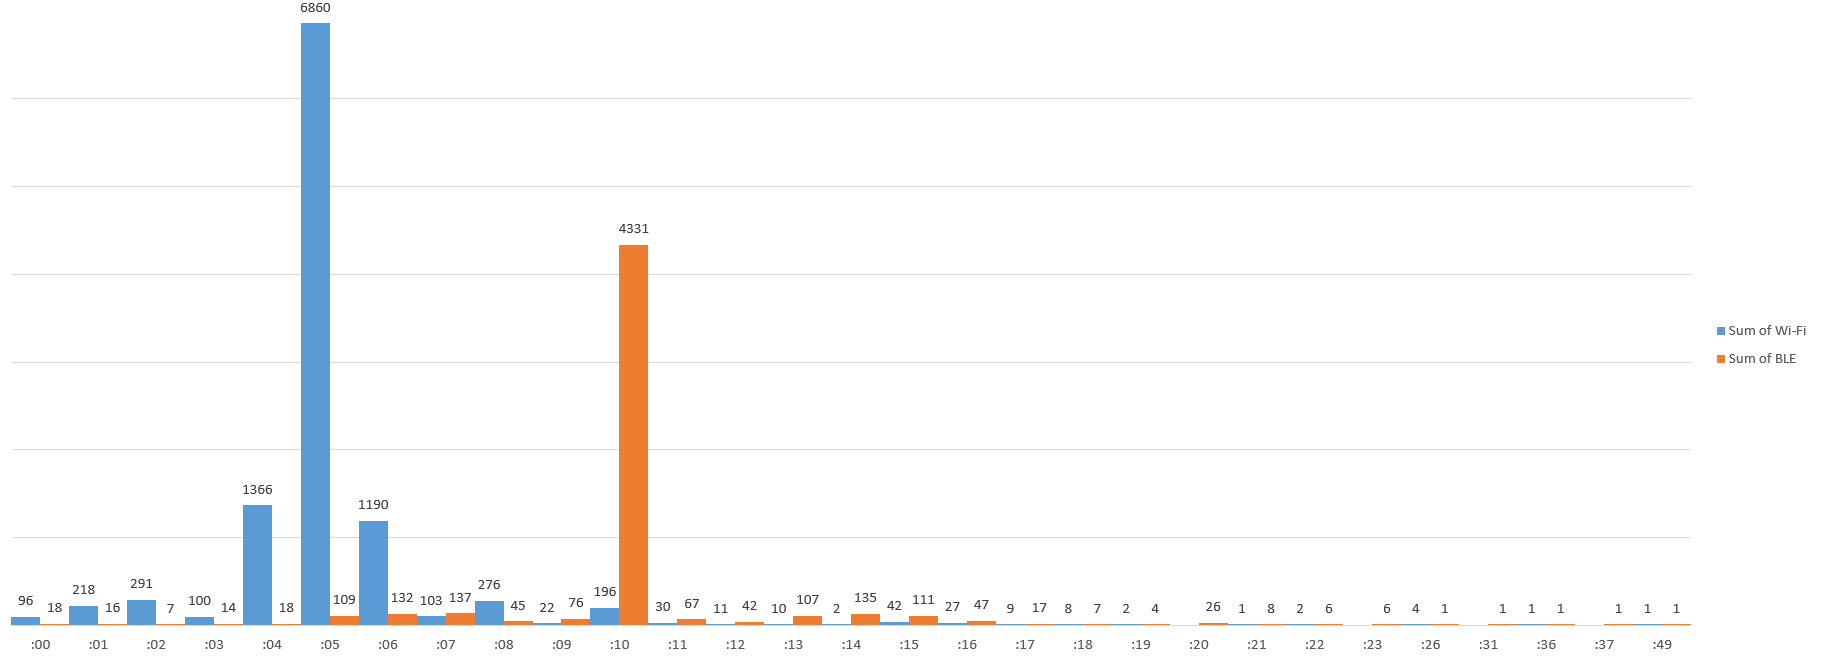 6860
4331
1366
1190
96 18 218 16 291 7 100 14 18 109 132 103 137 276 45 22 76 196 30 67 11 42 10 107 2 135 42 111 27 47 9 17 8 7 2 4 26 1 8 2 6 6 4 1 1 1 1 1 1 1
:00 :01 :02 :03 :04 :05 :06 :07 :08 :09 :10 :11 :12 :13 :14 :15 :16 :17 :18 :19 :20 :21 :22 :23 :26 :31 :36 :37 :49
Sum of Wi-Fi
Sum of BLE